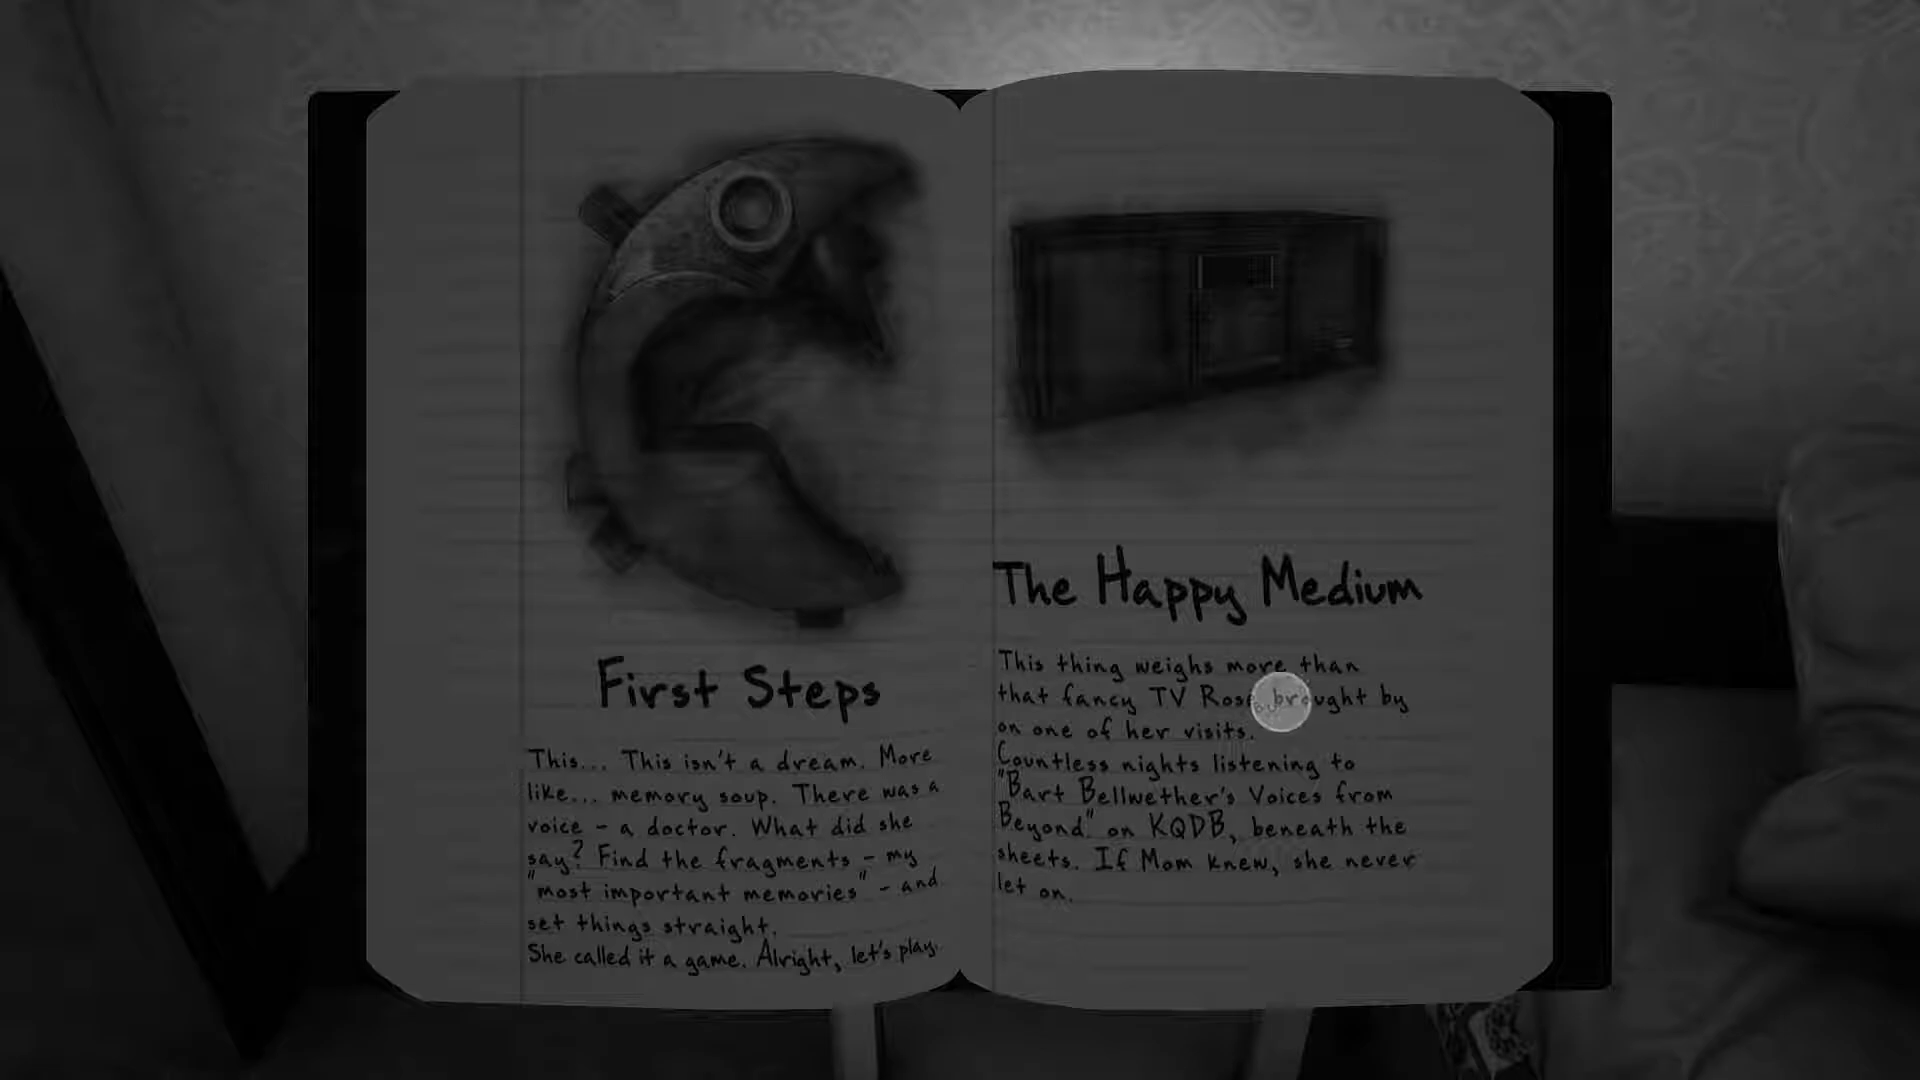 First Steps
This... This isn't a dream. More
like... memory soup. There was a
voice - a doctor. What did she
say? Find the fragments - my
"most important memories" - and
set things straight.
She called it a game. Alright, let's play.
The Happy Medium
This thing weighs more than
that fancy TV Rose brought by
on one of her visits.
Countless nights listening to
"Bart Bellwether's Voices from
Beyond" on KQDB, beneath the
sheets. If Mom knew, she never
let on.